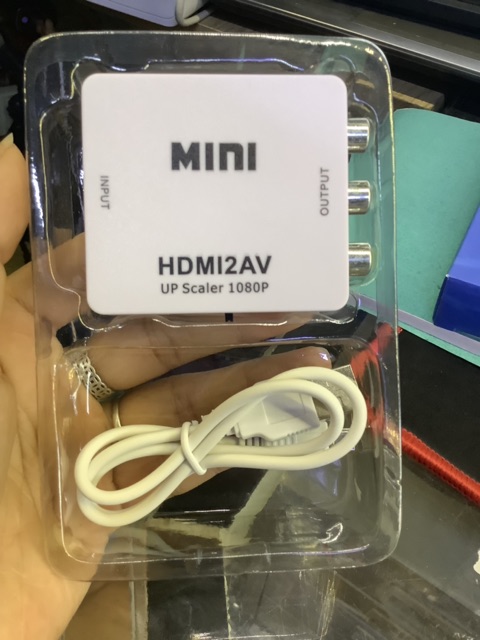 MINI
INPUT
OUTPUT
HDMI2AV
UP Scaler 1080P